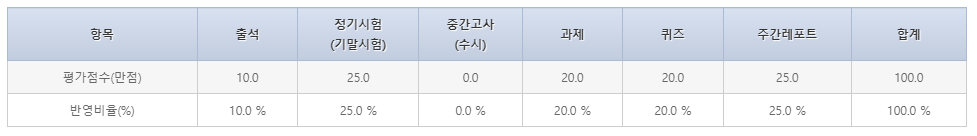 항목 출석 정기시험 (기말시험) 중간고사 (수시) 과제 퀴즈 주간레포트 합계
평가점수(만점) 10.0 25.0 0.0 20.0 20.0 25.0 100.0
반영비율(%) 10.0 % 25.0 % 0.0 % 20.0 % 20.0 % 25.0 % 100.0 %